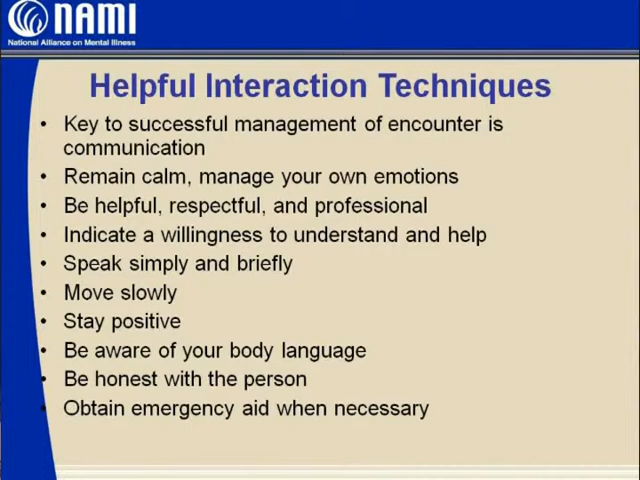 NAMI
National Alliance on Mental Illness
Helpful Interaction Techniques
• Key to successful management of encounter is
communication
• Remain calm, manage your own emotions
• Be helpful, respectful, and professional
• Indicate a willingness to understand and help
• Speak simply and briefly
• Move slowly
• Stay positive
• Be aware of your body language
• Be honest with the person
• Obtain emergency aid when necessary